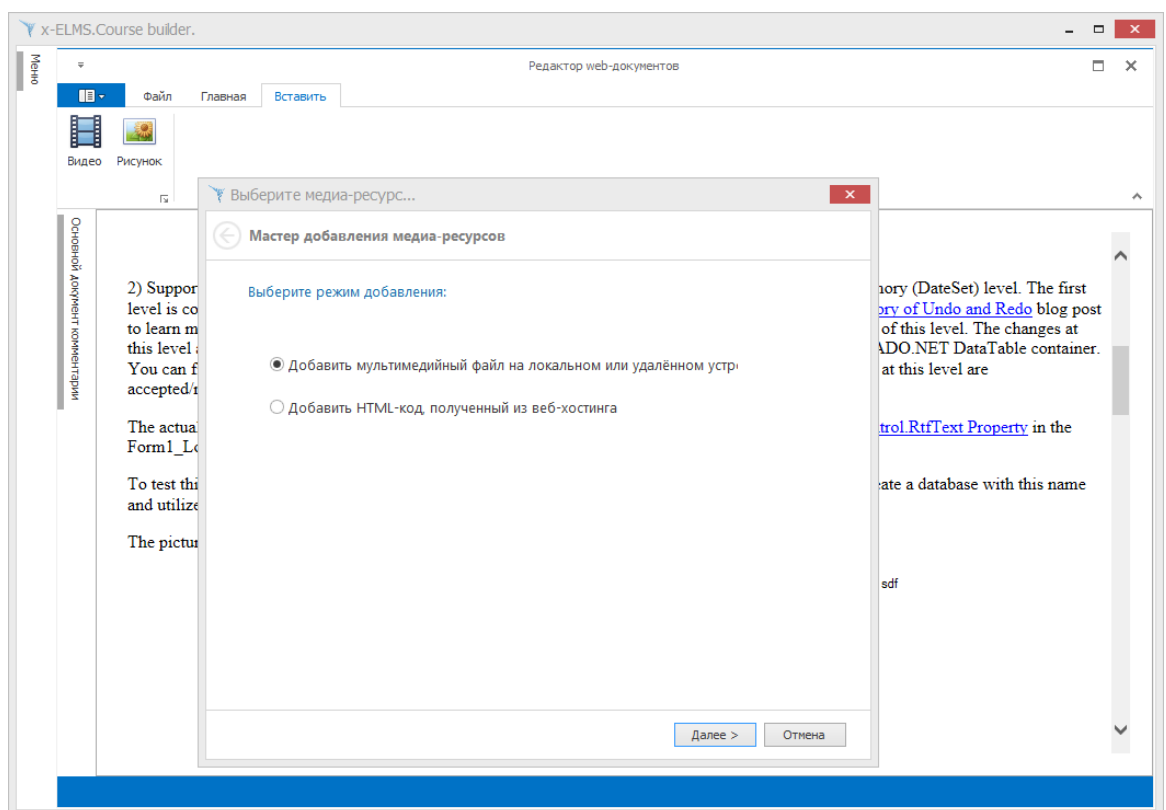 x-ELMS.Course builder.
Меню
Редактор web-документов
Файл Главная Вставить
Видео Рисунок
Выберите медиа-ресурс...
Мастер добавления медиа-ресурсов
Выберите режим добавления:
Добавить мультимедийный файл на локальном или удалённом устр
Добавить HTML-код, полученный из веб-хостинга
Далее > Отмена
Основной документ комментарии
2) Suppor
level is co
to learn m
this level
You can f
accepted/r
The actua
Form1_Lo
To test thi
and utilize
The pictur
nory (DateSet) level. The first
ory of Undo and Redo blog post
of this level. The changes at
ADO.NET DataTable container.
at this level are
trol.RtfText Property in the
ate a database with this name
sdf